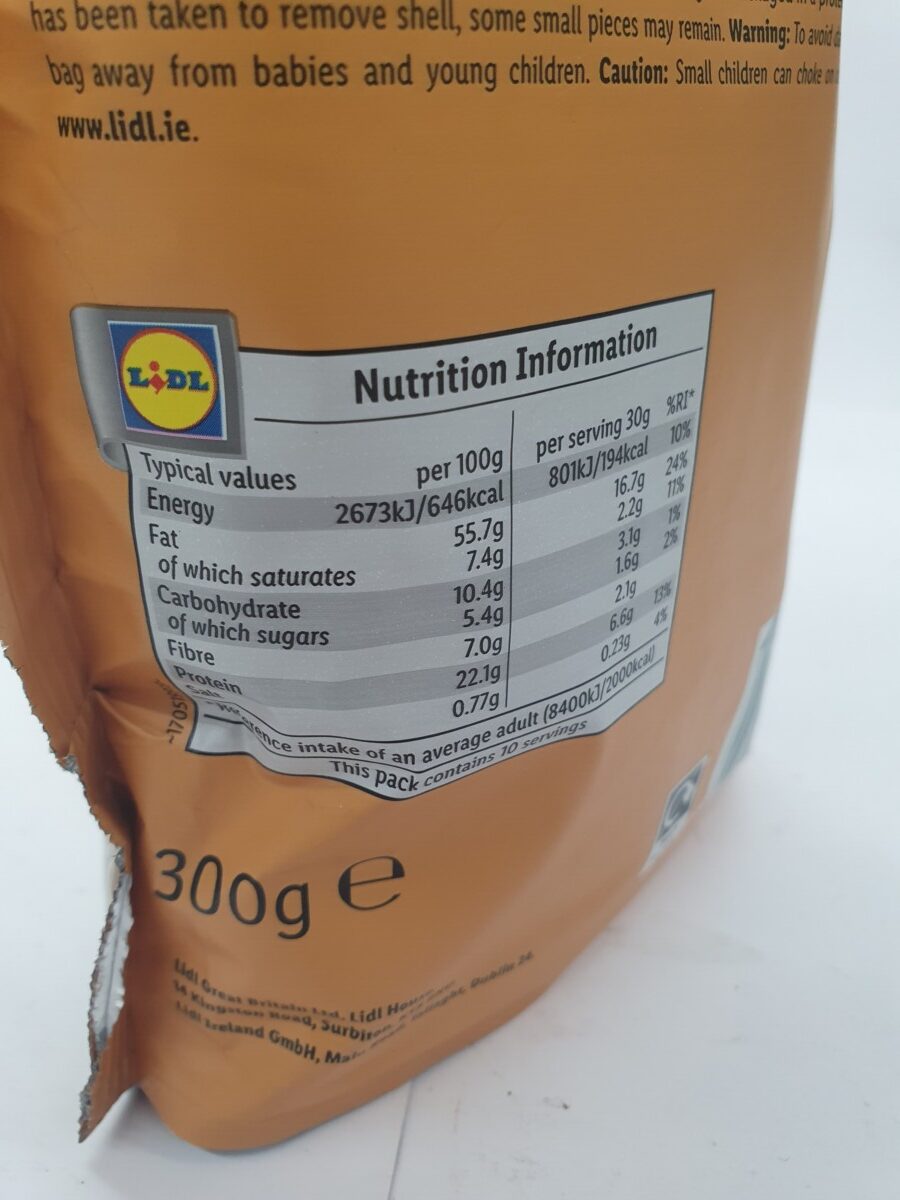 has been taken to remove shell, some small pieces may remain. Warning: To avoid
bag away from babies and young children. Caution: Small children can choke on
www.lidl.ie.
LIDL
Nutrition Information
Typical values per 100g per serving 30g %RI*
Energy 2673kJ/646kcal 801kJ/194kcal 10%
Fat 55.7g 16.7g 24%
of which saturates 7.4g 2.2g 11%
Carbohydrate 10.4g 3.1g 1%
of which sugars 5.4g 1.6g 2%
Fibre 7.0g 2.1g
Protein 22.1g 6.6g 13%
Salt 0.77g 0.23g 4%
*Reference intake of an average adult (8400kJ/2000kcal)
This pack contains 10 servings
300g e
Lidl Great Britain Ltd. Lidl House
14 Kingston Road, Surbiton
Lidl Ireland GmbH, Main Road, Tallaght, Dublin 24.